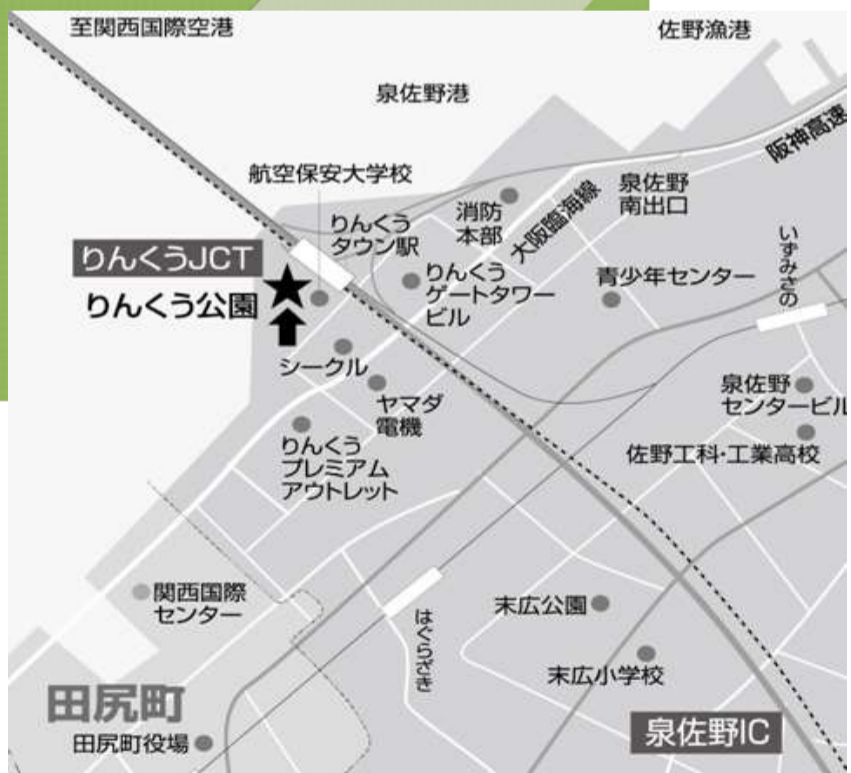 至関西国際空港
佐野漁港
泉佐野港
阪神高速
航空保安大学校
りんくう
タウン駅
消防
本部
大阪臨海線
泉佐野
南出口
いずみさの
りんくうJCT
りんくう公園
りんくう
ゲートタワー
ビル
青少年センター
シークル
ヤマダ
電機
泉佐野
センタービル
りんくう
プレミアム
アウトレット
佐野工科・工業高校
関西国際
センター
はぐらざき
末広公園
末広小学校
田尻町
田尻町役場
泉佐野IC